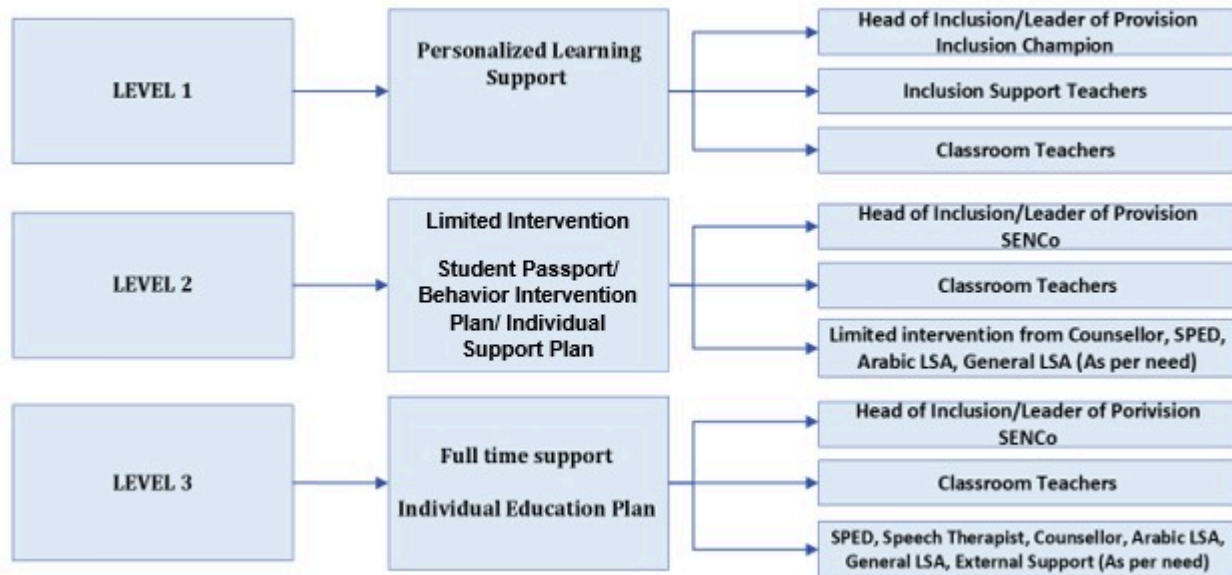 LEVEL 1
Personalized Learning
Support
Head of Inclusion/Leader of Provision
Inclusion Champion
Inclusion Support Teachers
Classroom Teachers
LEVEL 2
Limited Intervention
Student Passport/
Behavior Intervention
Plan/ Individual
Support Plan
Head of Inclusion/Leader of Provision
SENCo
Classroom Teachers
Limited intervention from Counsellor, SPED,
Arabic LSA, General LSA (As per need)
LEVEL 3
Full time support
Individual Education Plan
Head of Inclusion/Leader of Porivision
SENCo
Classroom Teachers
SPED, Speech Therapist, Counsellor, Arabic LSA,
General LSA, External Support (As per need)